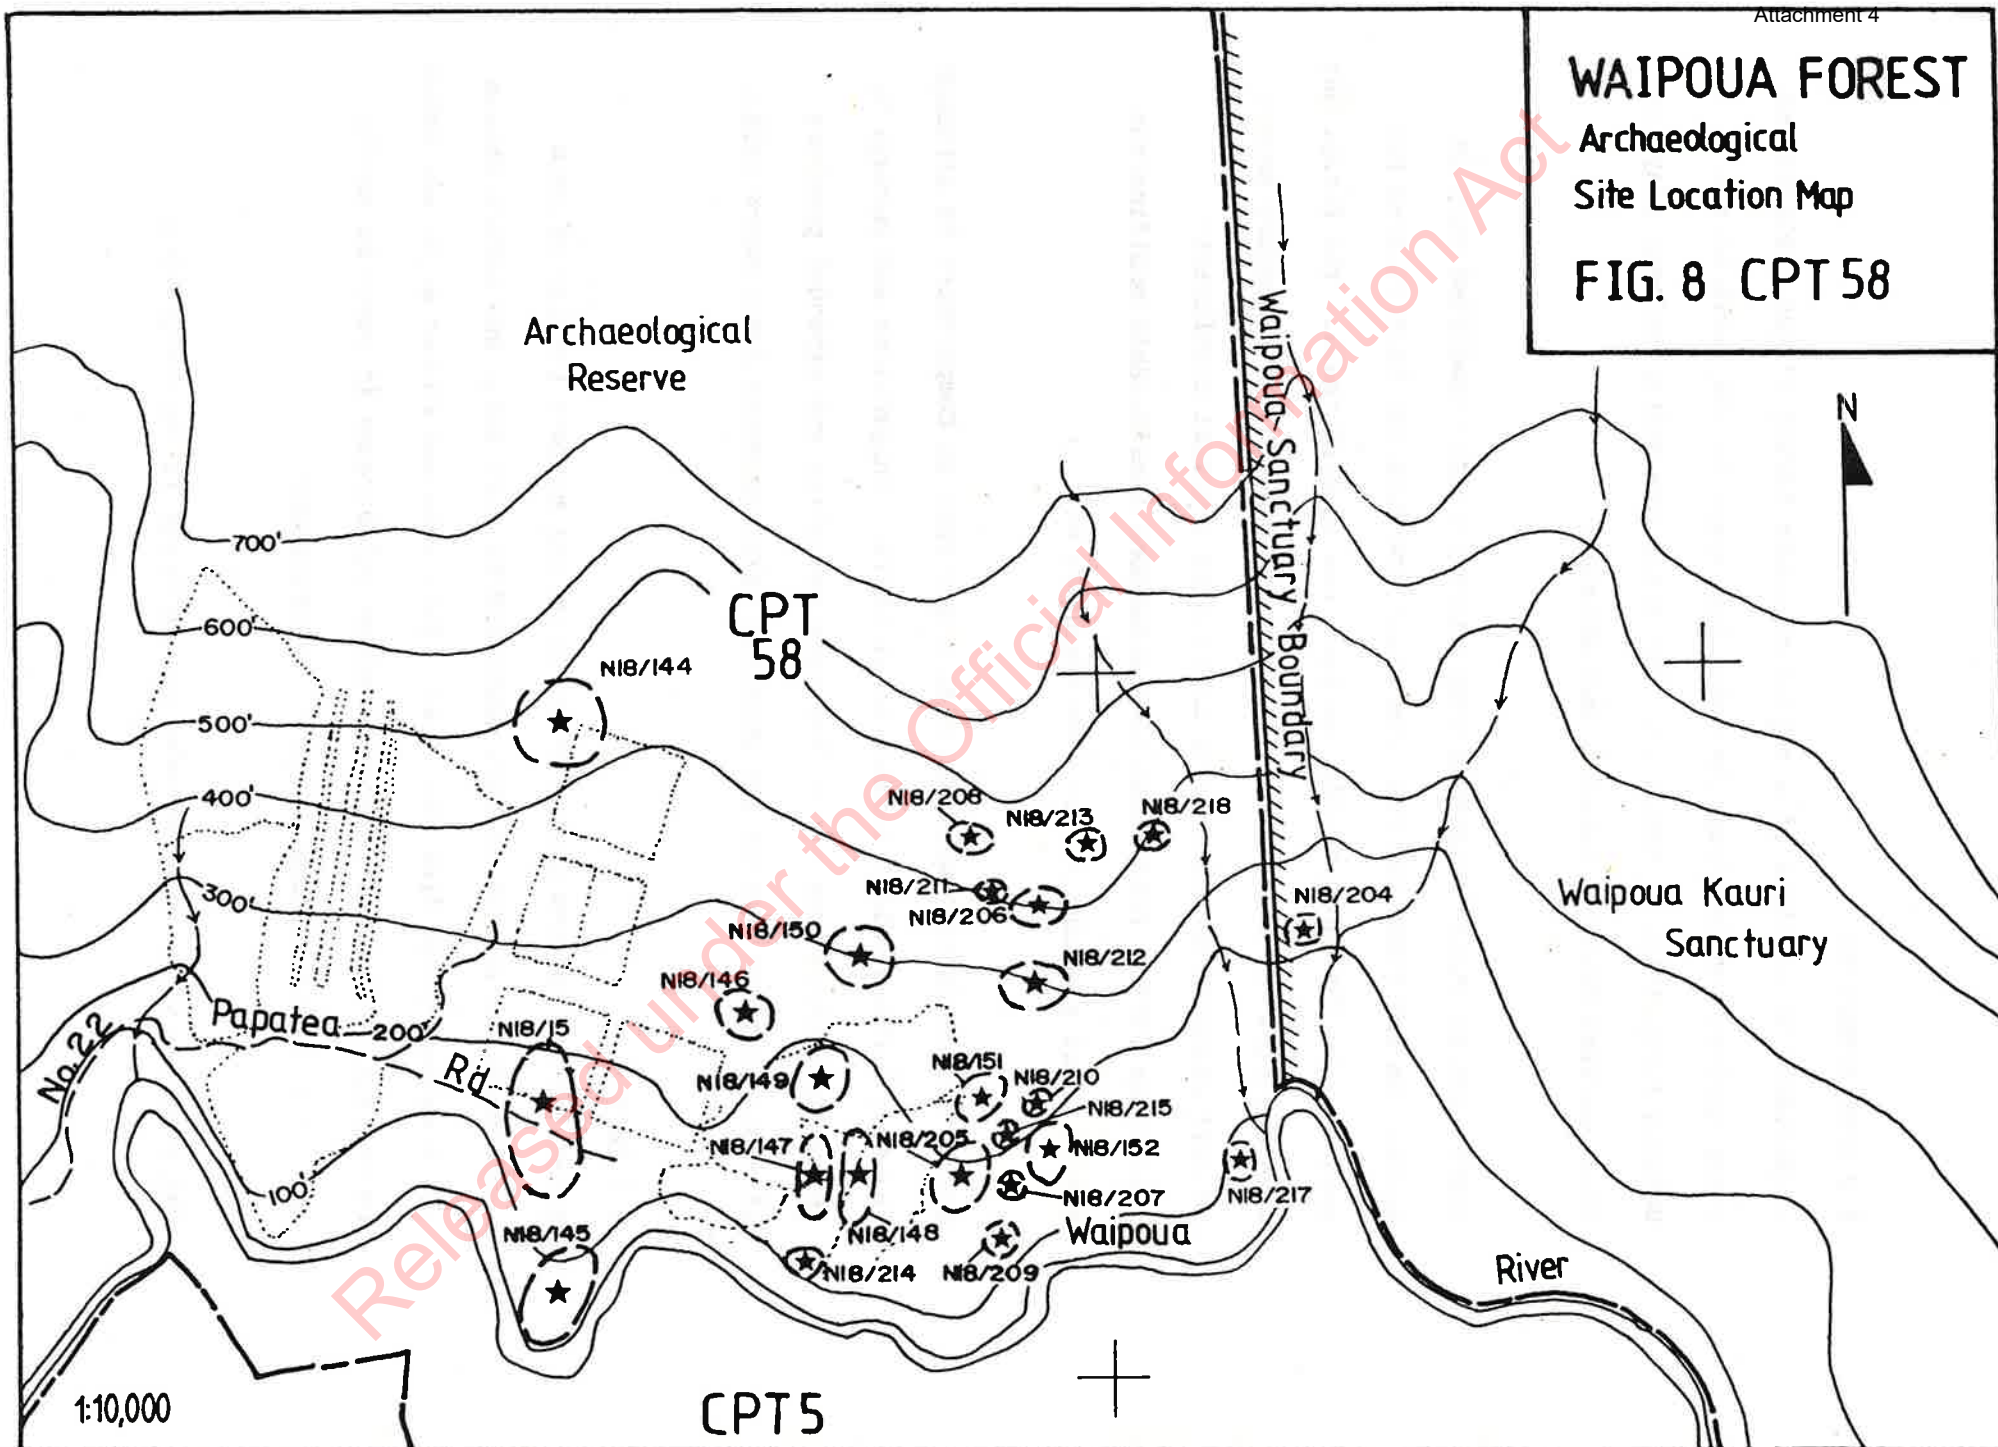 Attachment 4
WAIPOUA FOREST
Archaeological
Site Location Map
FIG. 8 CPT 58
N
Archaeological
Reserve
Waipoua Sanctuary Boundary
700'
600'
500'
400'
300'
200'
100'
CPT
58
N18/144
N18/208
N18/213
N18/218
N18/211
N18/206
N18/204
N18/150
N18/212
N18/146
Waipoua Kauri
Sanctuary
No. 22
Papatea
Rd
N18/15
N18/149
N18/151
N18/210
N18/215
N18/147
N18/205
N18/152
N18/207
N18/217
N18/148
N18/145
N18/214
N18/209
Waipoua
River
1:10,000
CPT 5
Released under the Official Information Act